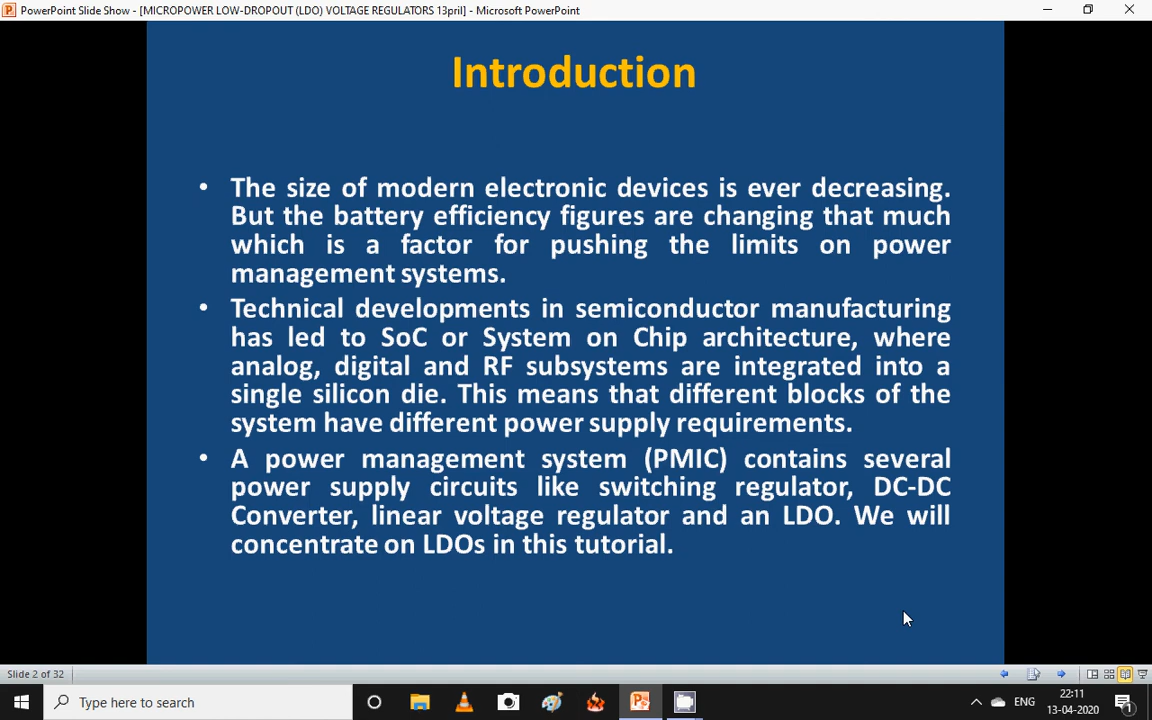 PowerPoint Slide Show - [MICROPOWER LOW-DROPOUT (LDO) VOLTAGE REGULATORS 13pril] - Microsoft PowerPoint
Introduction
• The size of modern electronic devices is ever decreasing.
But the battery efficiency figures are changing that much
which is a factor for pushing the limits on power
management systems.
• Technical developments in semiconductor manufacturing
has led to SoC or System on Chip architecture, where
analog, digital and RF subsystems are integrated into a
single silicon die. This means that different blocks of the
system have different power supply requirements.
• A power management system (PMIC) contains several
power supply circuits like switching regulator, DC-DC
Converter, linear voltage regulator and an LDO. We will
concentrate on LDOs in this tutorial.
Slide 2 of 32
Type here to search
ENG
22:11
13-04-2020
1